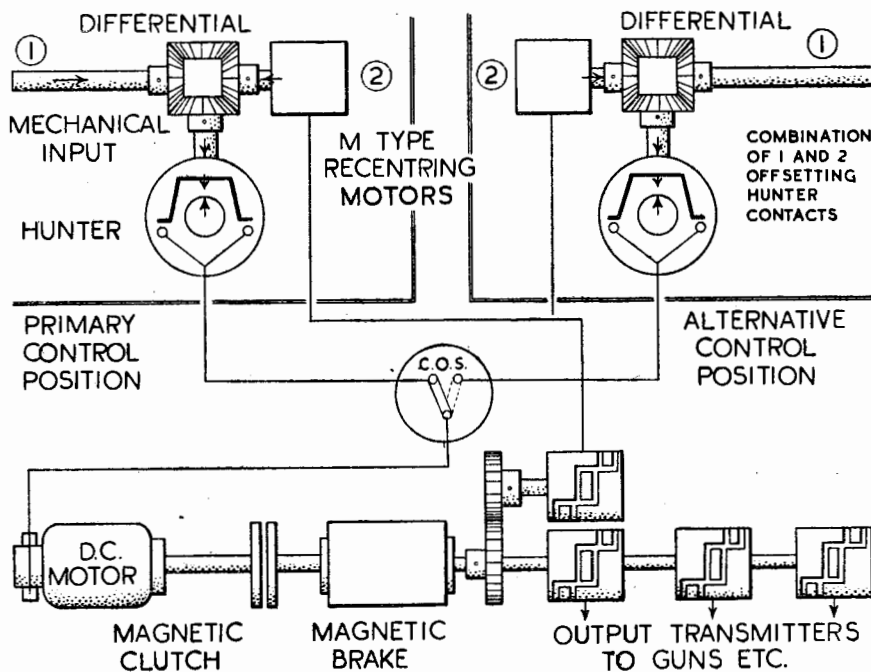 DIFFERENTIAL
DIFFERENTIAL
1
2
2
1
MECHANICAL
INPUT
M TYPE
RECENTRING
MOTORS
COMBINATION
OF 1 AND 2
OFFSETTING
HUNTER
CONTACTS
HUNTER
PRIMARY
CONTROL
POSITION
ALTERNATIVE
CONTROL
POSITION
C.O.S.
D.C.
MOTOR
MAGNETIC
CLUTCH
MAGNETIC
BRAKE
OUTPUT TRANSMITTERS
TO GUNS ETC.